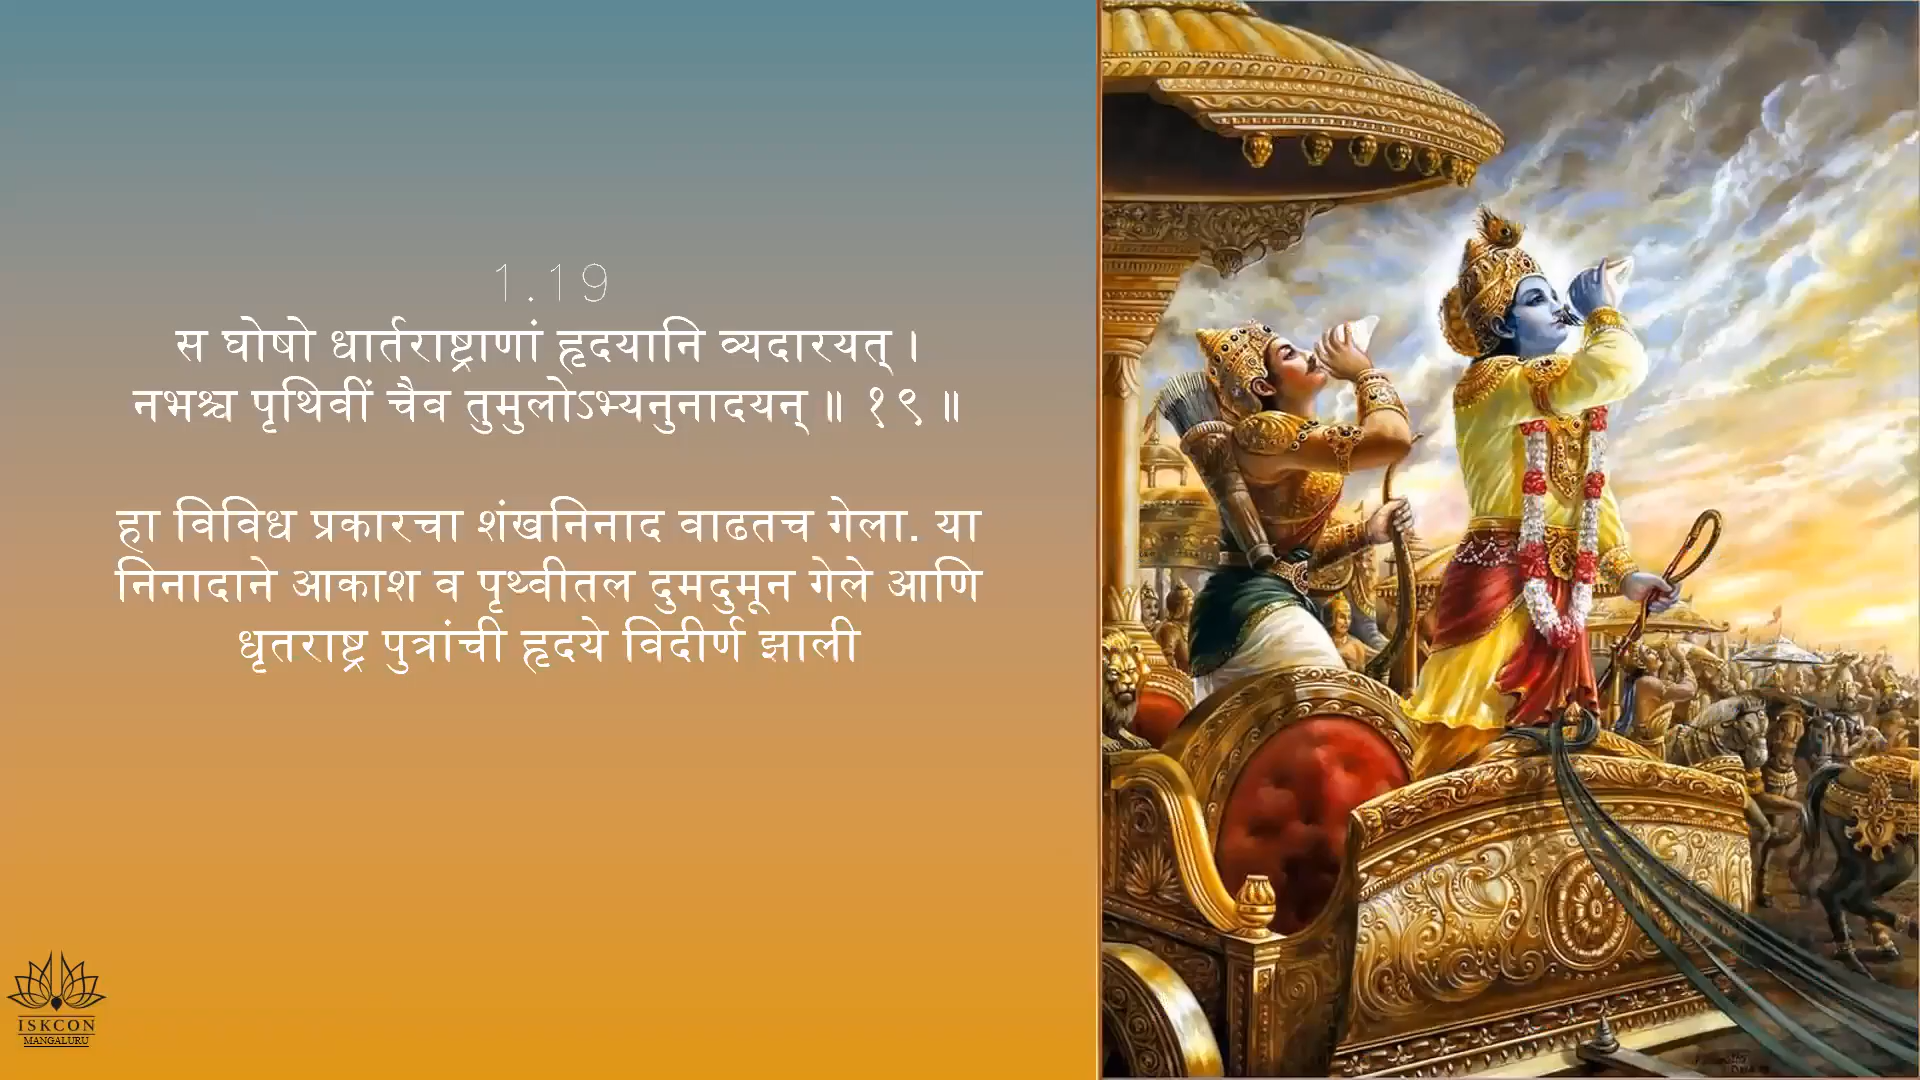 1.19
स घोषो धार्तराष्ट्राणां हृदयानि व्यदारयत् ।
नभश्च पृथिवीं चैव तुमुलोऽभ्यनुनादयन् ॥ १९ ॥
हा विविध प्रकारचा शंखनिनाद वाढतच गेला. या
निनादाने आकाश व पृथ्वीतल दुमदुमून गेले आणि
धृतराष्ट्र पुत्रांची हृदये विदीर्ण झाली
ISKCON
MANGALURU